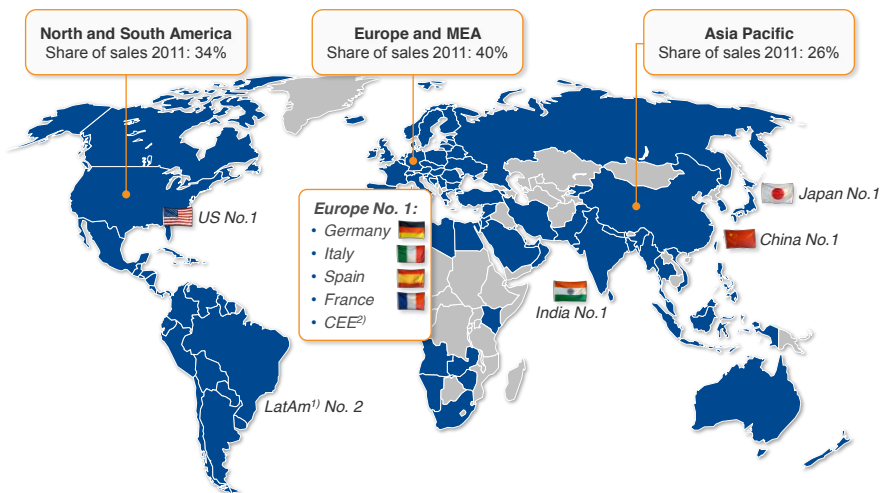 North and South America
Share of sales 2011: 34%
Europe and MEA
Share of sales 2011: 40%
Asia Pacific
Share of sales 2011: 26%
US No.1
Europe No. 1:
• Germany
• Italy
• Spain
• France
• CEE2)
Japan No.1
China No.1
India No.1
LatAm1) No. 2